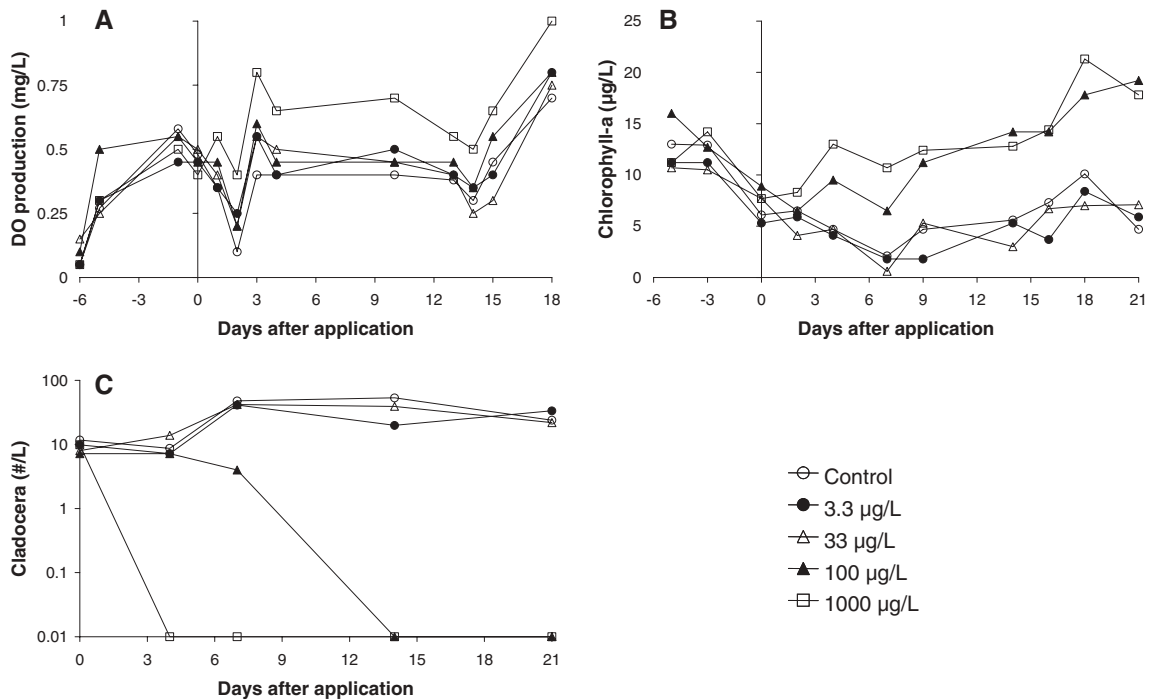 A
DO production (mg/L)
1
0.75
0.5
0.25
0
-6 -3 0 3 6 9 12 15 18
Days after application
B
Chlorophyll-a (µg/L)
25
20
15
10
5
0
-6 -3 0 3 6 9 12 15 18 21
Days after application
C
Cladocera (#/L)
100
10
1
0.1
0.01
0 3 6 9 12 15 18 21
Days after application
Control
3.3 µg/L
33 µg/L
100 µg/L
1000 µg/L